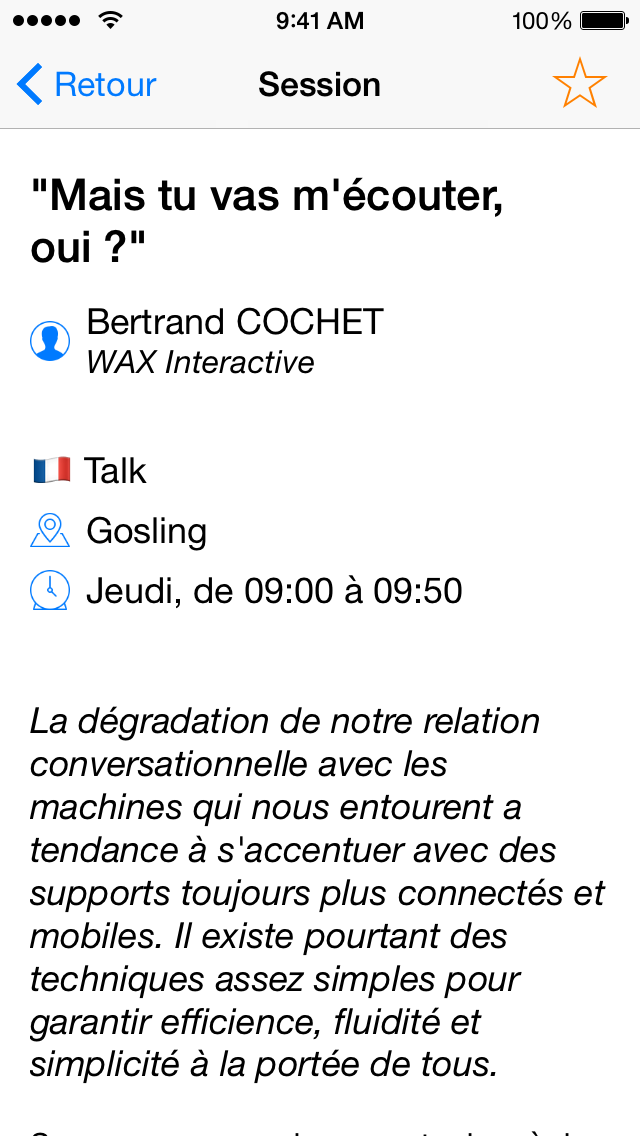 9:41 AM 100%
Retour Session
"Mais tu vas m'écouter,
oui ?"
Bertrand COCHET
WAX Interactive
Talk
Gosling
Jeudi, de 09:00 à 09:50
La dégradation de notre relation
conversationnelle avec les
machines qui nous entourent a
tendance à s'accentuer avec des
supports toujours plus connectés et
mobiles. Il existe pourtant des
techniques assez simples pour
garantir efficience, fluidité et
simplicité à la portée de tous.